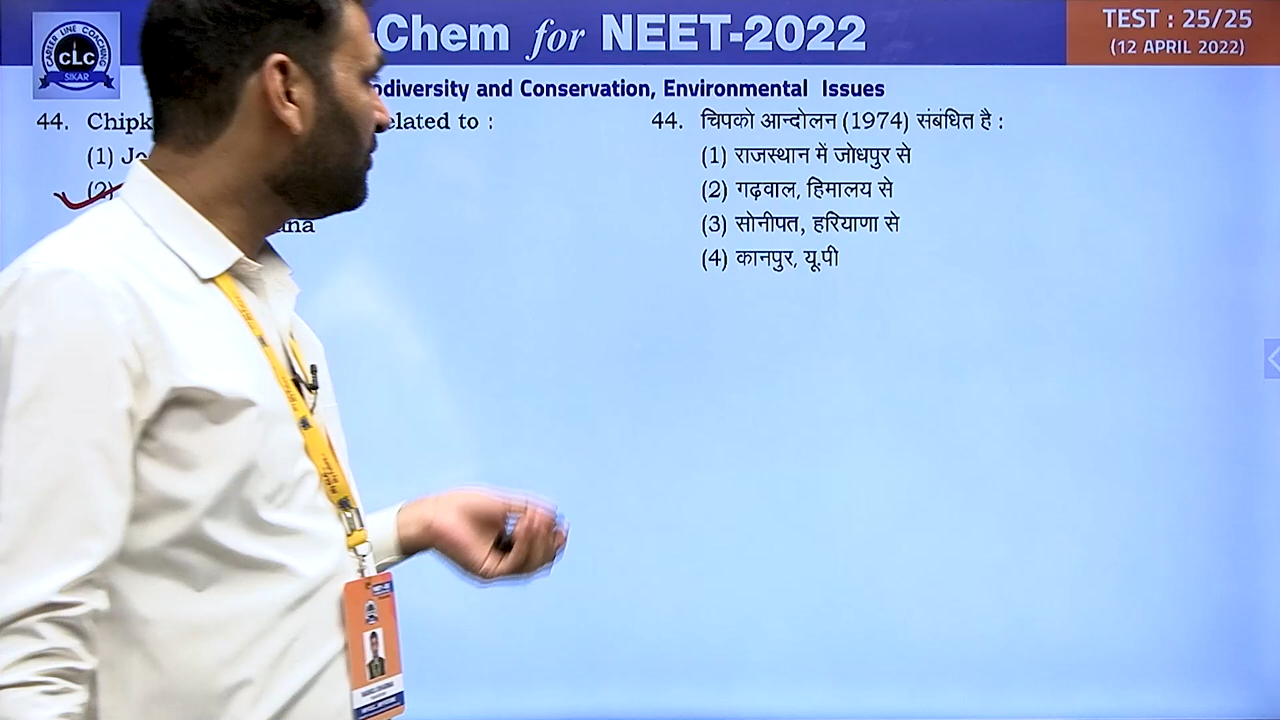 CAREER LINE COACHING
CLC
SIKAR
-Chem for NEET-2022
TEST : 25/25
(12 APRIL 2022)
odiversity and Conservation, Environmental Issues
44. Chipk elated to :
(1) Jo
(2)
ana
44. चिपको आन्दोलन (1974) संबंधित है :
(1) राजस्थान में जोधपुर से
(2) गढ़वाल, हिमालय से
(3) सोनीपत, हरियाणा से
(4) कानपुर, यू.पी